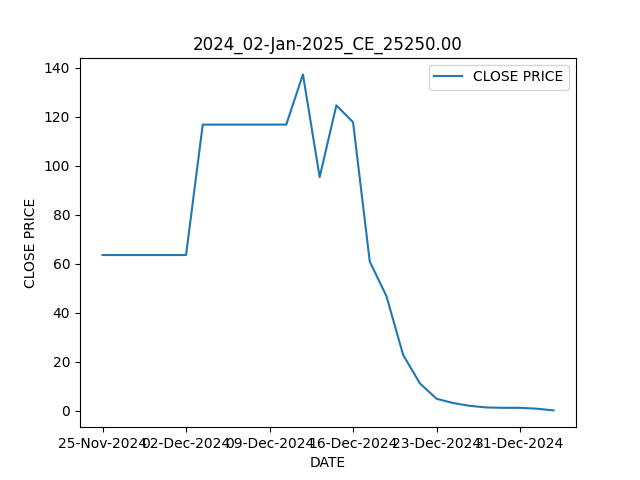 2024_02-Jan-2025_CE_25250.00
CLOSE PRICE
140
120
100
80
60
40
20
0
CLOSE PRICE
25-Nov-2024 02-Dec-2024 09-Dec-2024 16-Dec-2024 23-Dec-2024 31-Dec-2024
DATE